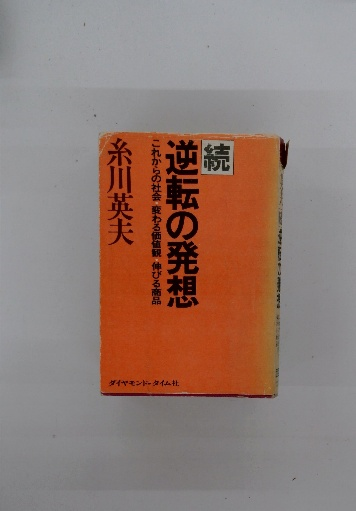 続
逆転の発想
これからの社会・変わる価値観・伸びる商品
糸川英夫
ダイヤモンド-タイム社